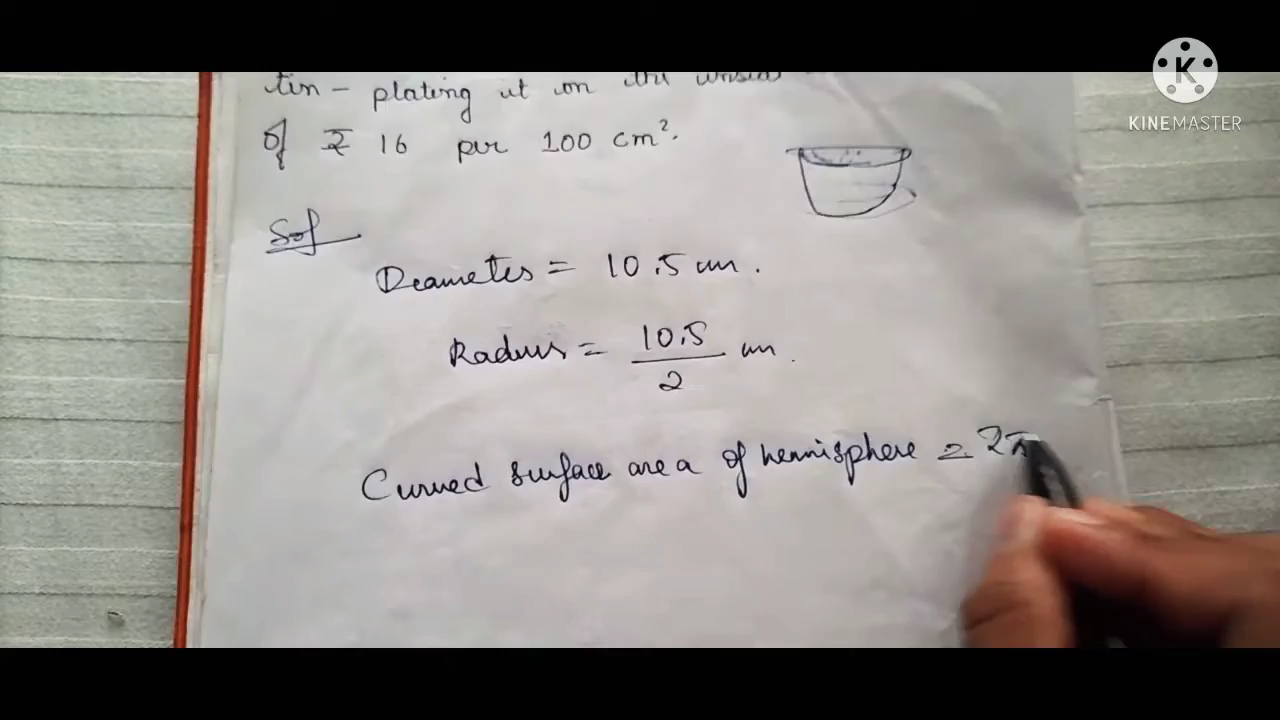 KINEMASTER
tin - plating it on the inside
of ₹ 16 per 100 cm².
Sol
Diameter = 10.5 cm.
Radius = 10.5/2 cm.
Curved surface area of hemisphere = 2π